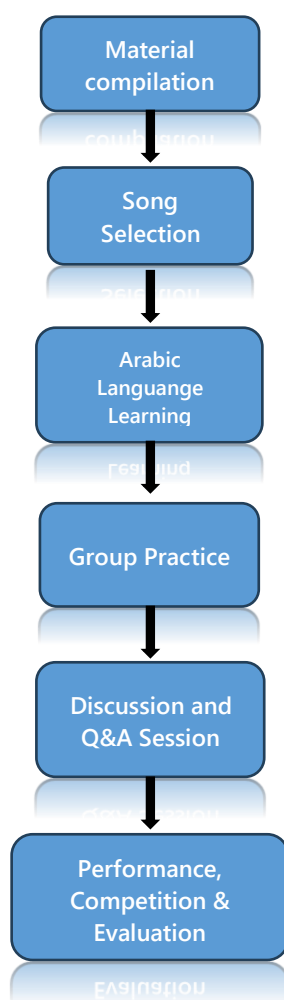 Material
compilation
Song
Selection
Arabic
Languange
Learning
Group Practice
Discussion and
Q&A Session
Performance,
Competition &
Evaluation